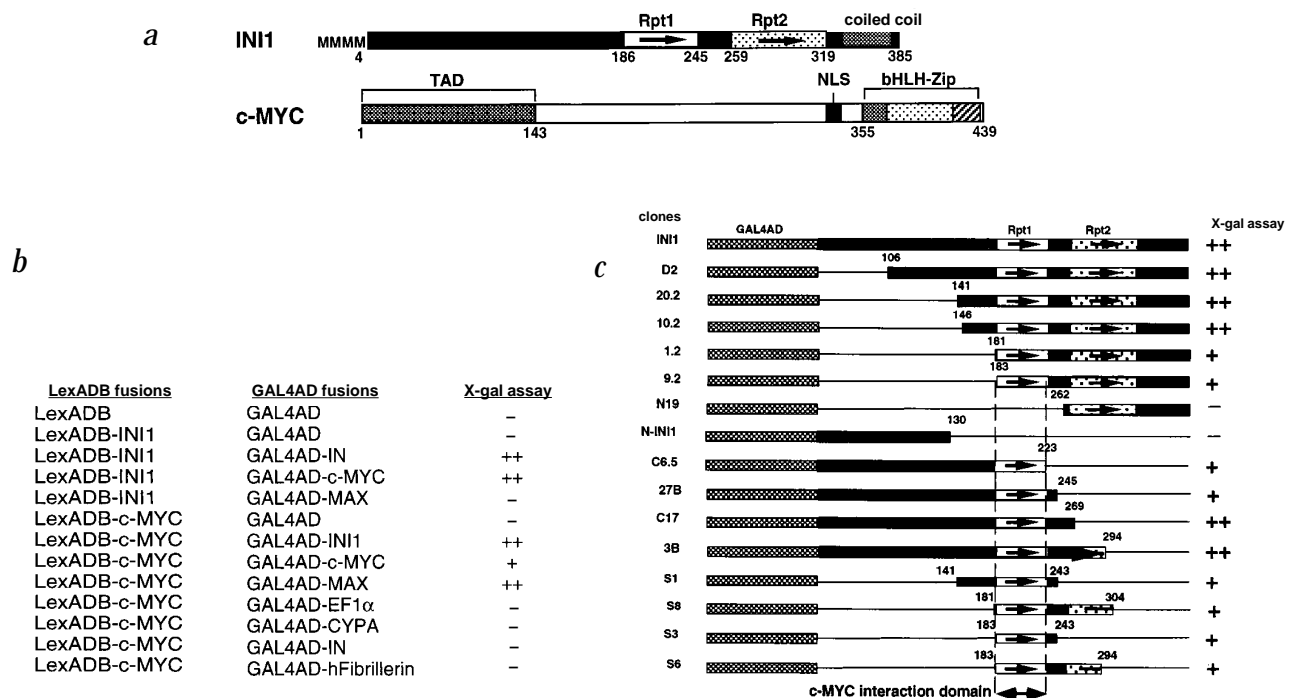 a
Rpt1 Rpt2 coiled coil
INI1 MMMM
4 186 245 259 319 385
TAD NLS bHLH-Zip
c-MYC
1 143 355 439
b
LexADB fusions GAL4AD fusions X-gal assay
LexADB GAL4AD –
LexADB-INI1 GAL4AD –
LexADB-INI1 GAL4AD-IN ++
LexADB-INI1 GAL4AD-c-MYC ++
LexADB-INI1 GAL4AD-MAX –
LexADB-c-MYC GAL4AD –
LexADB-c-MYC GAL4AD-INI1 ++
LexADB-c-MYC GAL4AD-c-MYC +
LexADB-c-MYC GAL4AD-MAX ++
LexADB-c-MYC GAL4AD-EF1α –
LexADB-c-MYC GAL4AD-CYPA –
LexADB-c-MYC GAL4AD-IN –
LexADB-c-MYC GAL4AD-hFibrillerin –
c
clones GAL4AD Rpt1 Rpt2 X-gal assay
INI1 ++
106
D2 ++
141
20.2 ++
146
10.2 ++
181
1.2 +
183
9.2 +
262
N19 –
130
N-INI1 –
223
C6.5 +
245
27B +
269
C17 ++
294
3B ++
141 243
S1 +
181 304
S8 +
183 243
S3 +
183 294
S6 +
c-MYC interaction domain